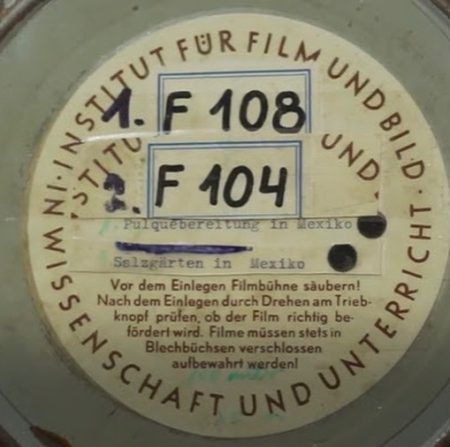 INSTITUT FÜR FILM UND BILD · IN WISSENSCHAFT UND UNTERRICHT ·
1. F 108
STITU UND
2. F 104
Pulquebereitung in Mexiko
Salzgärten in Mexiko
Vor dem Einlegen Filmbühne säubern!
Nach dem Einlegen durch Drehen am Trieb-
knopf prüfen, ob der Film richtig be-
fördert wird. Filme müssen stets in
Blechbüchsen verschlossen
aufbewahrt werden!